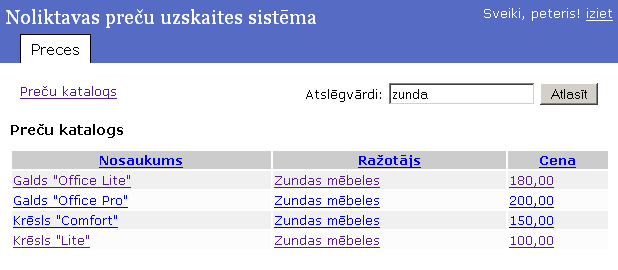 Noliktavas preču uzskaites sistēma
Sveiki, peteris! iziet
Preces
Preču katalogs
Atslēgvārdi: zunda Atlasīt
Preču katalogs
Nosaukums Ražotājs Cena
Galds "Office Lite" Zundas mēbeles 180,00
Galds "Office Pro" Zundas mēbeles 200,00
Krēsls "Comfort" Zundas mēbeles 150,00
Krēsls "Lite" Zundas mēbeles 100,00